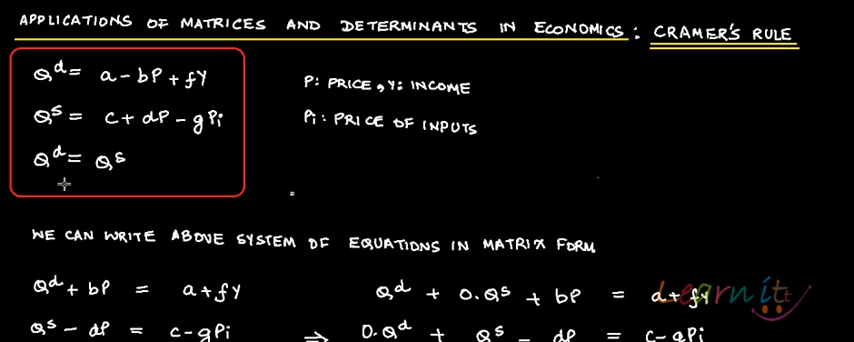 APPLICATIONS OF MATRICES AND DETERMINANTS IN ECONOMICS: CRAMER'S RULE
Q^d = a - bP + fY
P: PRICE, Y: INCOME
Q^s = c + dP - gPi
Pi: PRICE OF INPUTS
Q^d = Q^s
WE CAN WRITE ABOVE SYSTEM OF EQUATIONS IN MATRIX FORM
Q^d + bP = a + fY
Q^d + 0.Q^s + bP = a + fY
Learnitt
Q^s - dP = c - gPi
⇒ 0.Q^d + Q^s - dP = c - gPi